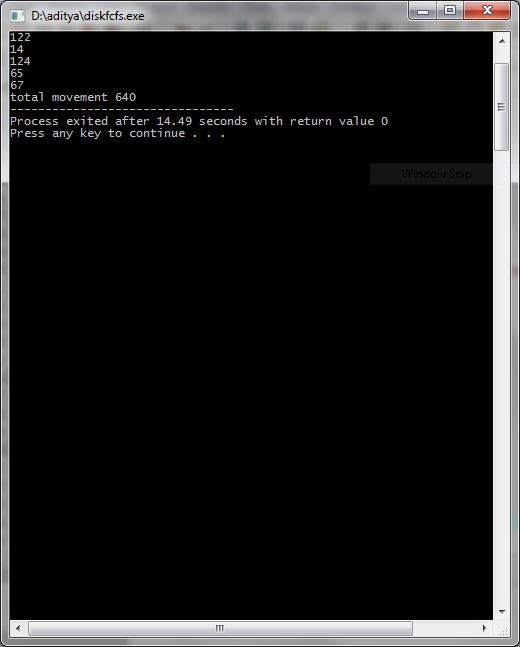 D:\aditya\diskfcfs.exe
122
14
124
65
67
total movement 640
--------------------------------
Process exited after 14.49 seconds with return value 0
Press any key to continue . . .
Window Snip